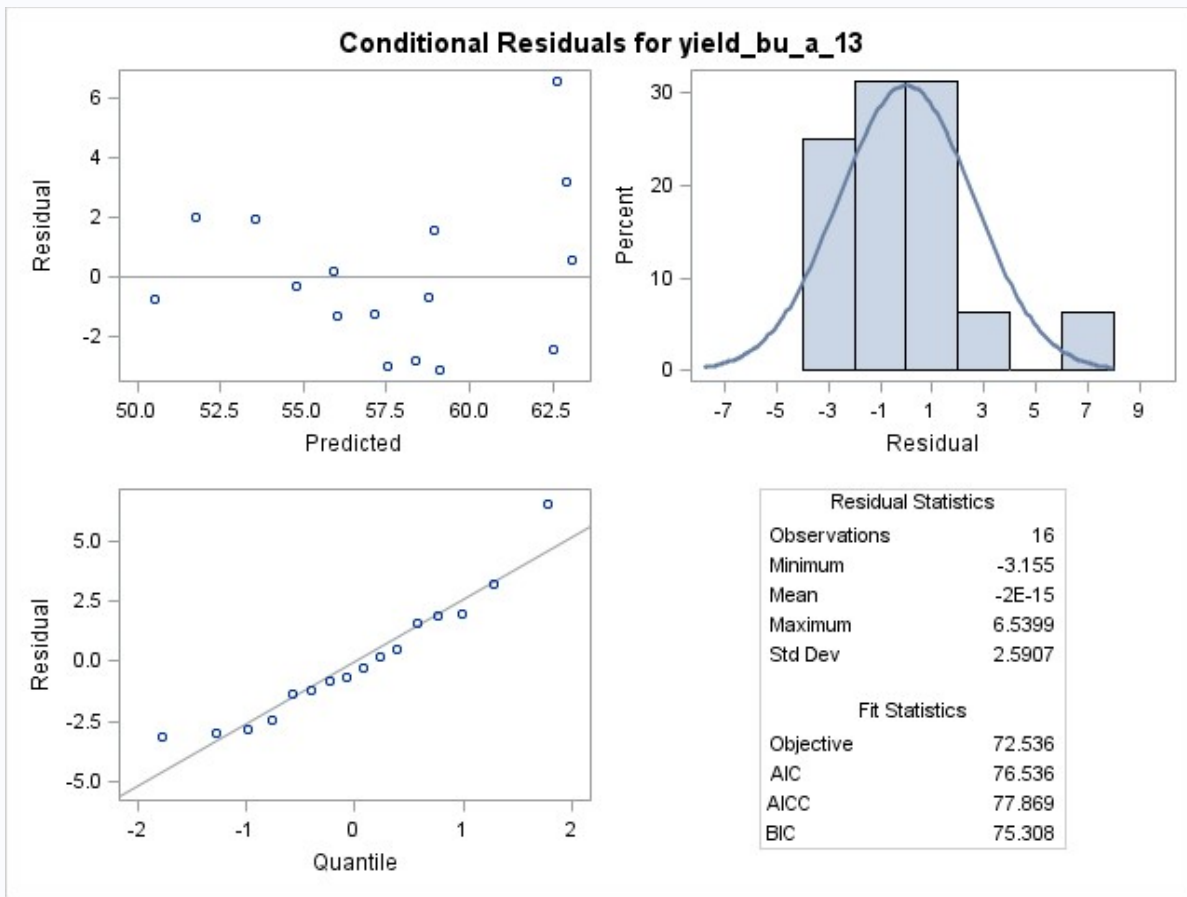 Conditional Residuals for yield_bu_a_13
6
4
2
0
-2
Residual
50.0 52.5 55.0 57.5 60.0 62.5
Predicted
30
20
10
0
Percent
-7 -5 -3 -1 1 3 5 7 9
Residual
5.0
2.5
0.0
-2.5
-5.0
Residual
-2 -1 0 1 2
Quantile
Residual Statistics
Observations 16
Minimum -3.155
Mean -2E-15
Maximum 6.5399
Std Dev 2.5907
Fit Statistics
Objective 72.536
AIC 76.536
AICC 77.869
BIC 75.308